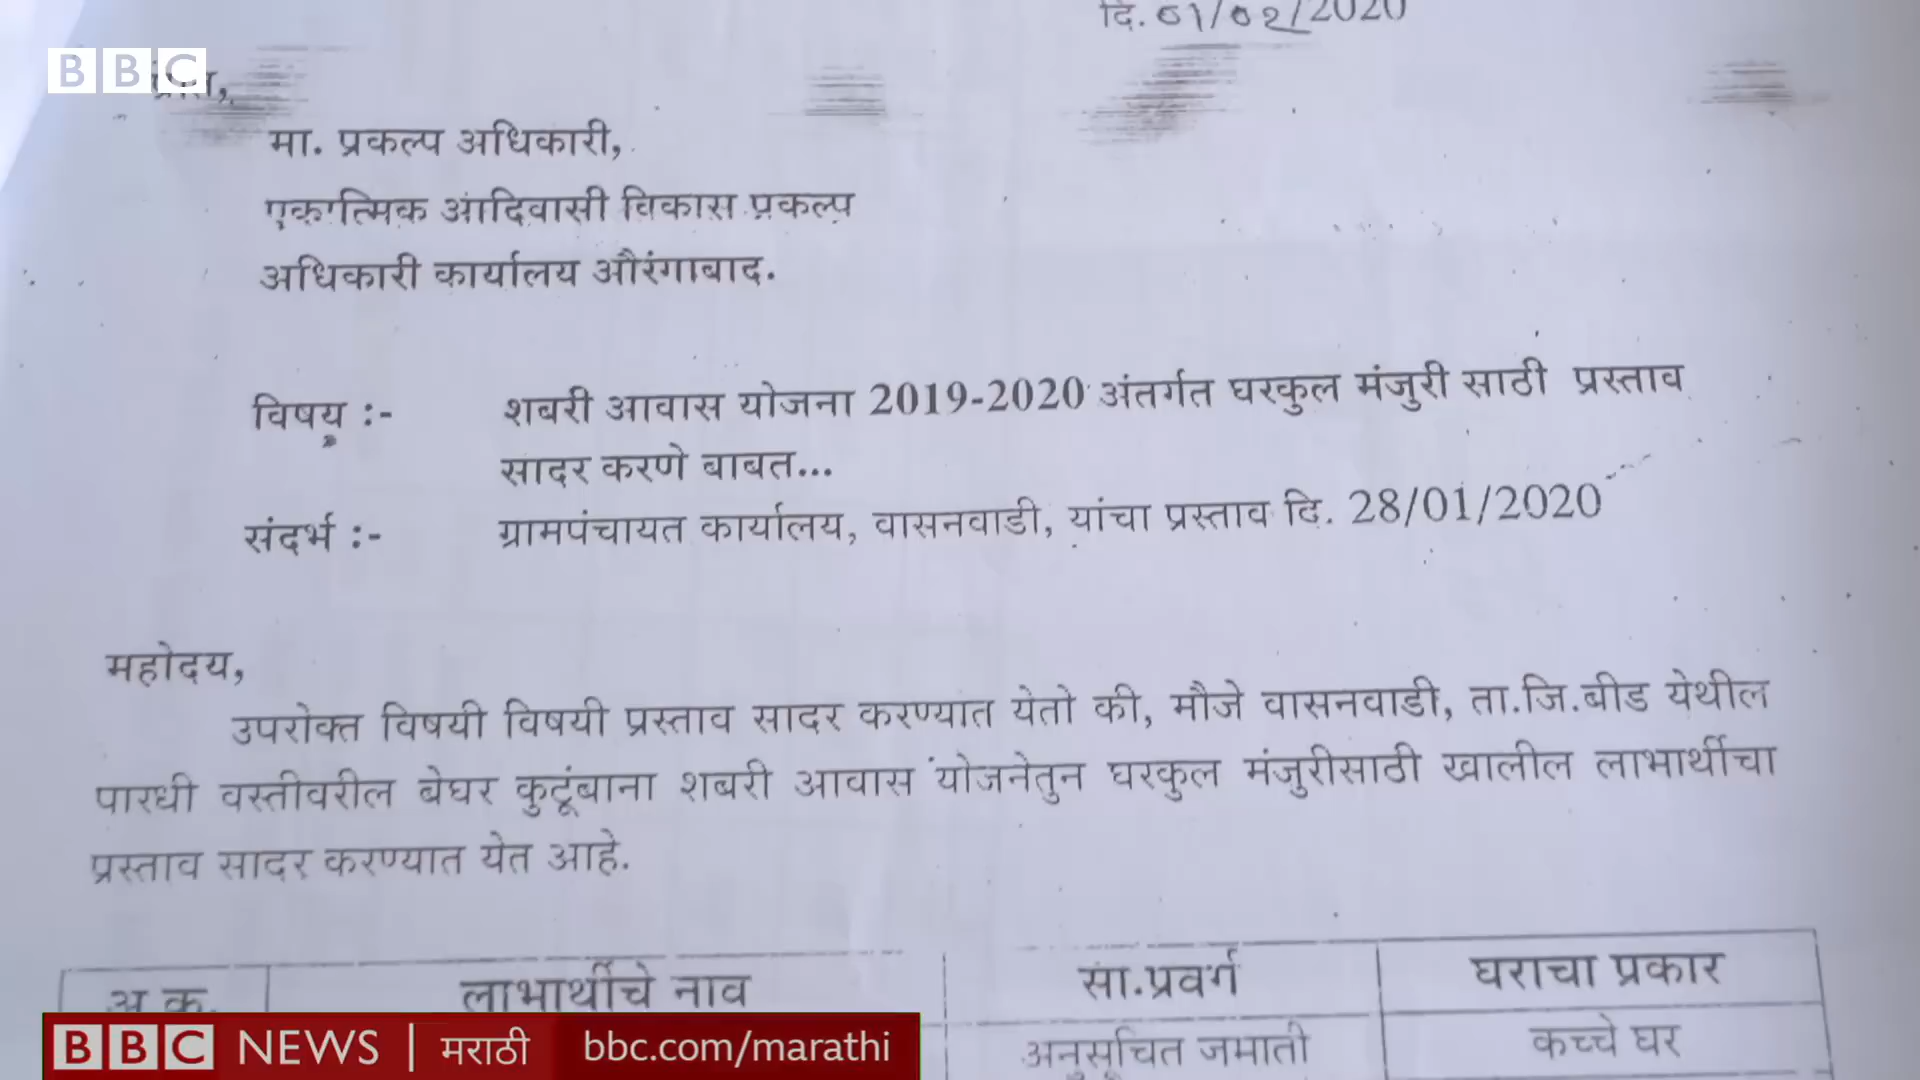 दि. 01/02/2020
BBC
प्रति,
मा. प्रकल्प अधिकारी,
एकात्मिक आदिवासी विकास प्रकल्प
अधिकारी कार्यालय औरंगाबाद.
विषय :- शबरी आवास योजना 2019-2020 अंतर्गत घरकुल मंजुरी साठी प्रस्ताव
सादर करणे बाबत...
संदर्भ :- ग्रामपंचायत कार्यालय, वासनवाडी, यांचा प्रस्ताव दि. 28/01/2020
महोदय,
उपरोक्त विषयी विषयी प्रस्ताव सादर करण्यात येतो की, मौजे वासनवाडी, ता.जि.बीड येथील
पारधी वस्तीवरील बेघर कुटूंबाना शबरी आवास योजनेतुन घरकुल मंजुरीसाठी खालील लाभार्थीचा
प्रस्ताव सादर करण्यात येत आहे.
अ.क्र. लाभार्थीचे नाव सा.प्रवर्ग घराचा प्रकार
अनुसूचित जमाती कच्चे घर
BBC NEWS | मराठी bbc.com/marathi